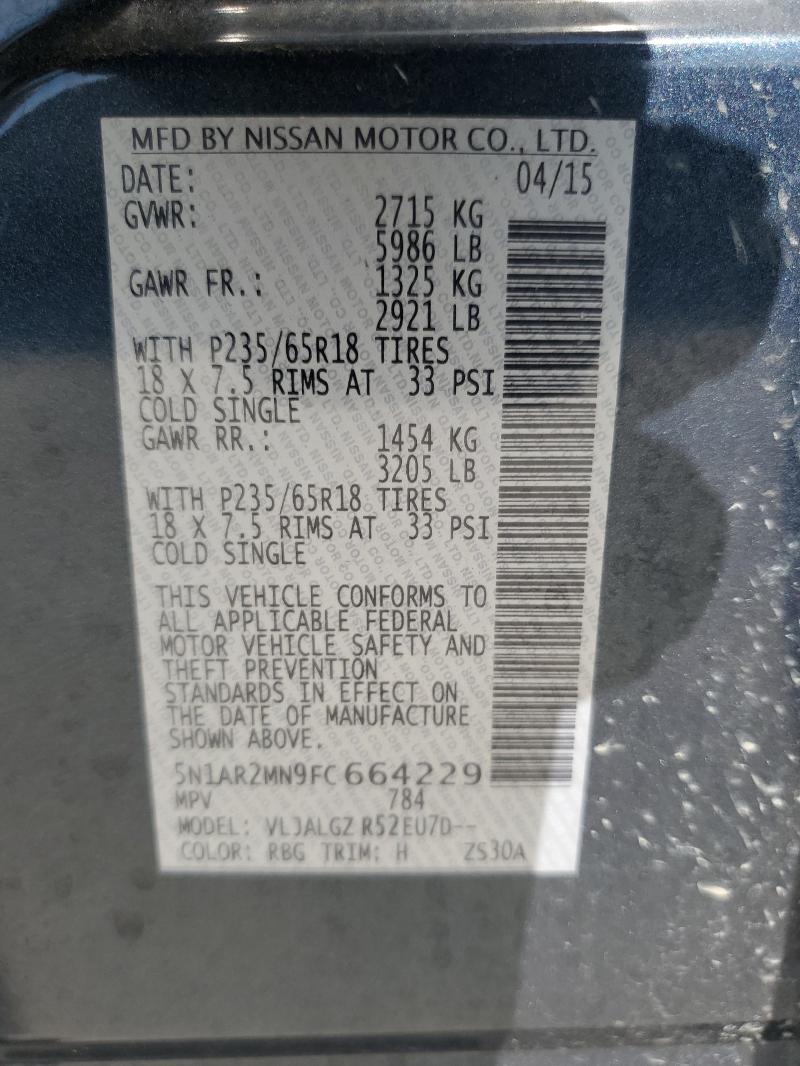 MFD BY NISSAN MOTOR CO., LTD.
DATE: 04/15
GVWR: 2715 KG
5986 LB
GAWR FR.: 1325 KG
2921 LB
WITH P235/65R18 TIRES
18 X 7.5 RIMS AT 33 PSI
COLD SINGLE
GAWR RR.: 1454 KG
3205 LB
WITH P235/65R18 TIRES
18 X 7.5 RIMS AT 33 PSI
COLD SINGLE
THIS VEHICLE CONFORMS TO
ALL APPLICABLE FEDERAL
MOTOR VEHICLE SAFETY AND
THEFT PREVENTION
STANDARDS IN EFFECT ON
THE DATE OF MANUFACTURE
SHOWN ABOVE.
5N1AR2MN9FC664229
MPV 784
MODEL: VLJALGZ R52EU7D--
COLOR: RBG TRIM: H ZS30A